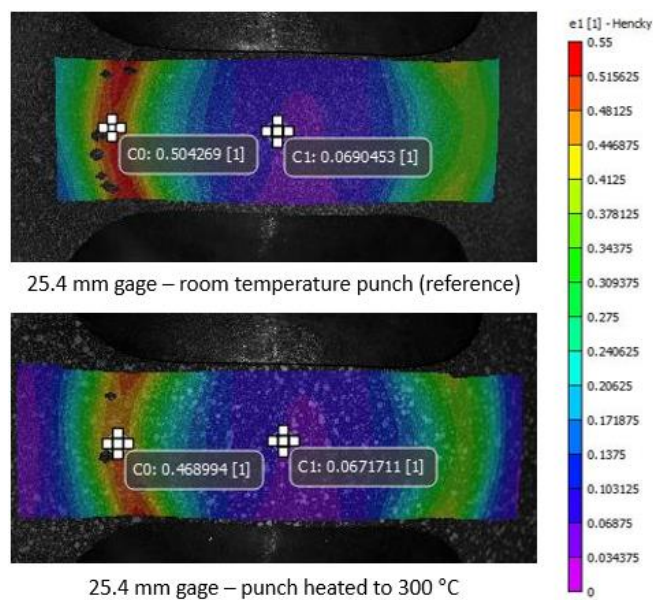 e1 [1] - Hencky
0.55
0.515625
0.48125
0.446875
0.4125
0.378125
0.34375
0.309375
0.275
0.240625
0.20625
0.171875
0.1375
0.103125
0.06875
0.034375
0
C0: 0.504269 [1]
C1: 0.0690453 [1]
25.4 mm gage – room temperature punch (reference)
C0: 0.468994 [1]
C1: 0.0671711 [1]
25.4 mm gage – punch heated to 300 °C